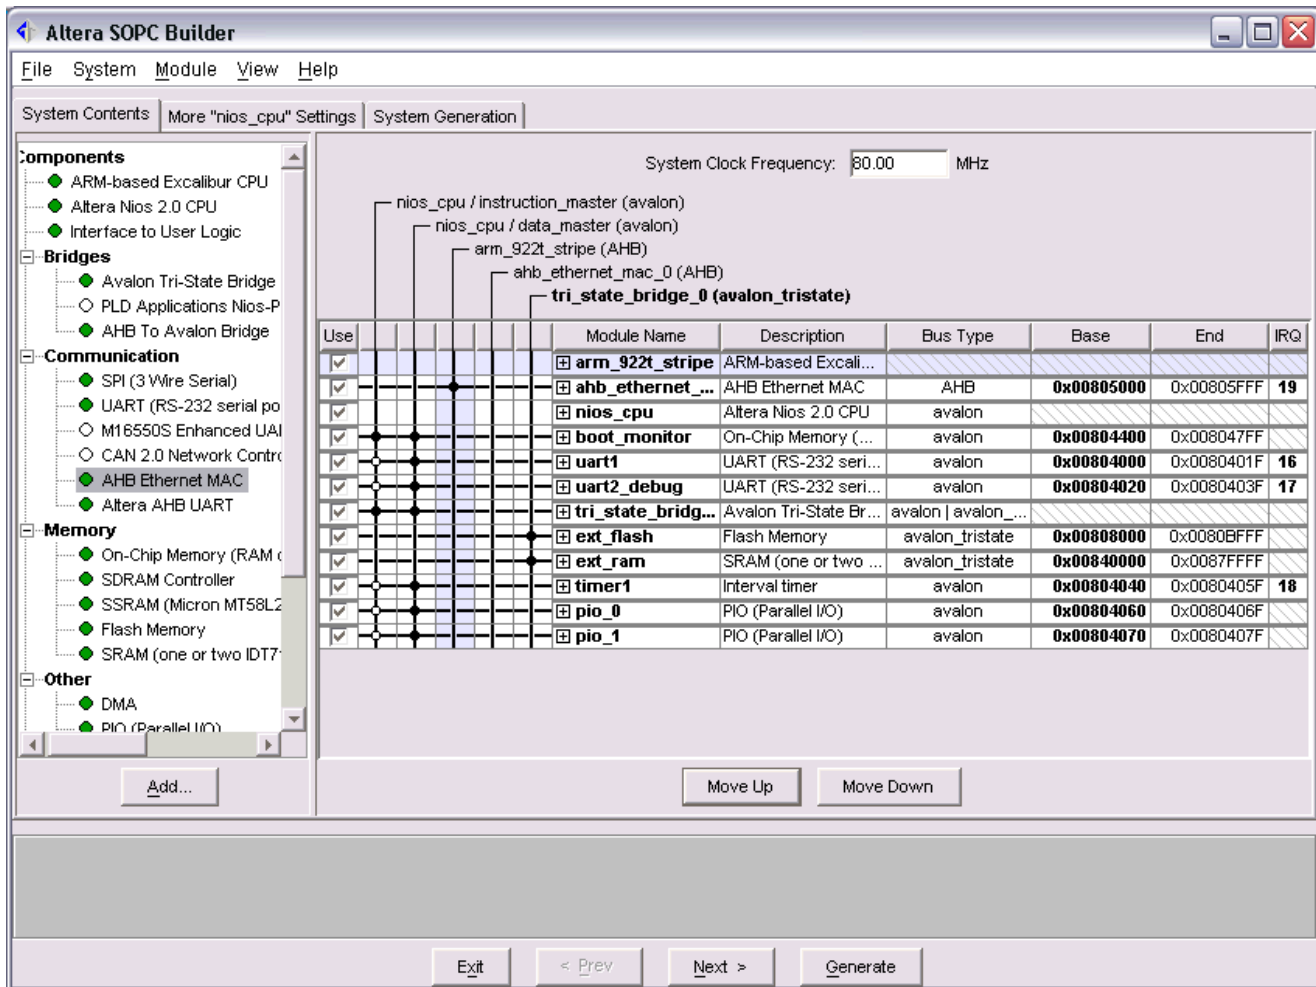 Altera SOPC Builder
File System Module View Help
System Contents More "nios_cpu" Settings System Generation
Components
ARM-based Excalibur CPU
Altera Nios 2.0 CPU
Interface to User Logic
Bridges
Avalon Tri-State Bridge
PLD Applications Nios-P
AHB To Avalon Bridge
Communication
SPI (3 Wire Serial)
UART (RS-232 serial po
M16550S Enhanced UAI
CAN 2.0 Network Contro
AHB Ethernet MAC
Altera AHB UART
Memory
On-Chip Memory (RAM o
SDRAM Controller
SSRAM (Micron MT58L2
Flash Memory
SRAM (one or two IDT7
Other
DMA
PIO (Parallel I/O)
Add...
System Clock Frequency: 80.00 MHz
nios_cpu / instruction_master (avalon)
nios_cpu / data_master (avalon)
arm_922t_stripe (AHB)
ahb_ethernet_mac_0 (AHB)
tri_state_bridge_0 (avalon_tristate)
Use Module Name Description Bus Type Base End IRQ
arm_922t_stripe ARM-based Excali...
ahb_ethernet_... AHB Ethernet MAC AHB 0x00805000 0x00805FFF 19
nios_cpu Altera Nios 2.0 CPU avalon
boot_monitor On-Chip Memory (... avalon 0x00804400 0x008047FF
uart1 UART (RS-232 seri... avalon 0x00804000 0x0080401F 16
uart2_debug UART (RS-232 seri... avalon 0x00804020 0x0080403F 17
tri_state_bridg... Avalon Tri-State Br... avalon | avalon_...
ext_flash Flash Memory avalon_tristate 0x00808000 0x0080BFFF
ext_ram SRAM (one or two ... avalon_tristate 0x00840000 0x0087FFFF
timer1 Interval timer avalon 0x00804040 0x0080405F 18
pio_0 PIO (Parallel I/O) avalon 0x00804060 0x0080406F
pio_1 PIO (Parallel I/O) avalon 0x00804070 0x0080407F
Move Up Move Down
Exit < Prev Next > Generate